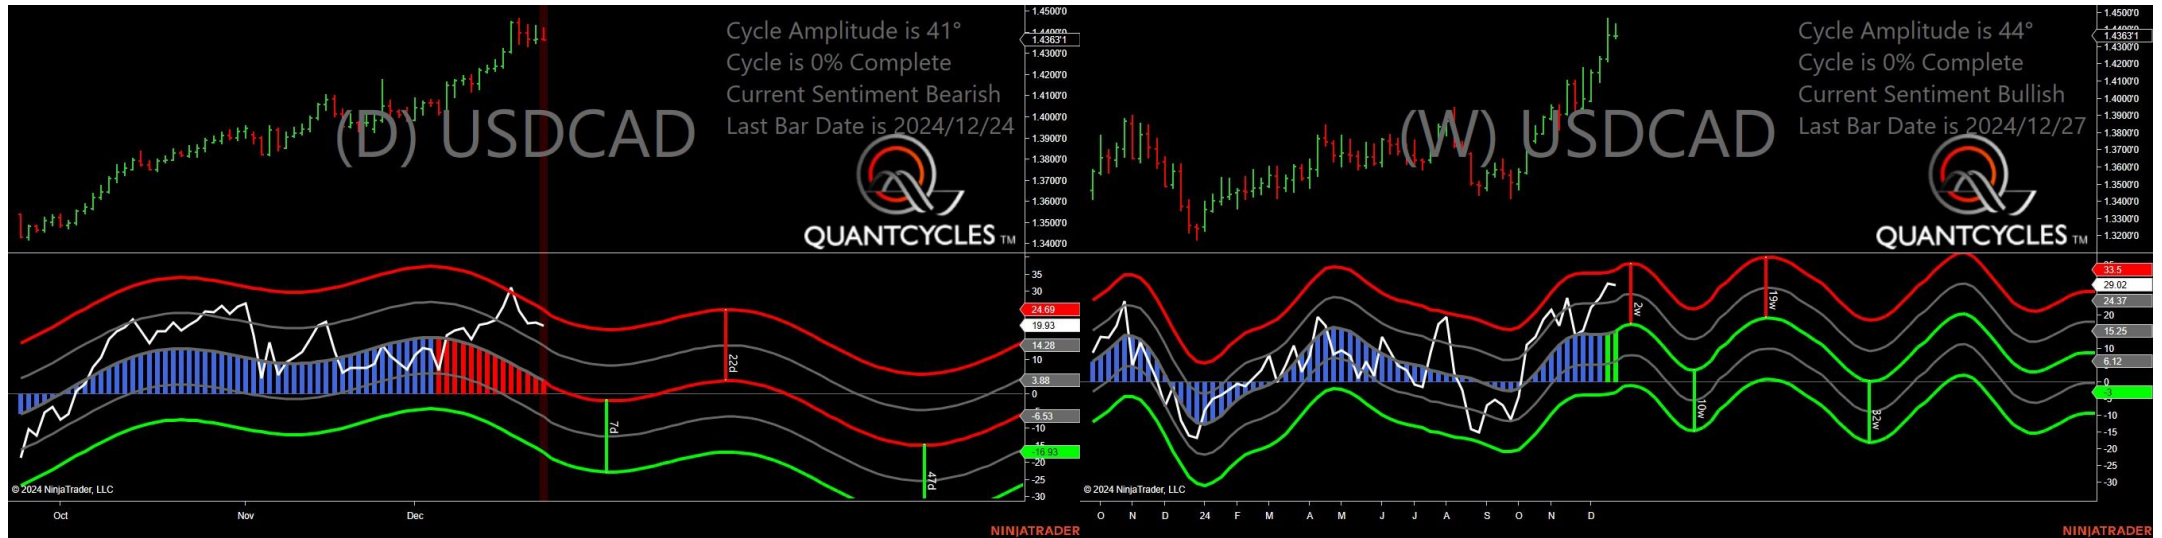 Cycle Amplitude is 41°
Cycle is 0% Complete
Current Sentiment Bearish
Last Bar Date is 2024/12/24
(D) USDCAD
QUANTCYCLES TM
1.4500'0
1.4363'1
1.4300'0
1.4200'0
1.4100'0
1.4000'0
1.3900'0
1.3800'0
1.3700'0
1.3600'0
1.3500'0
1.3400'0
35
30
24.69
19.93
14.28
10
3.88
0
-6.53
-10
-16.93
-20
-25
-30
7d
22d
47d
© 2024 NinjaTrader, LLC
Oct Nov Dec
NINJATRADER
Cycle Amplitude is 44°
Cycle is 0% Complete
Current Sentiment Bullish
Last Bar Date is 2024/12/27
(W) USDCAD
QUANTCYCLES TM
1.4500'0
1.4363'1
1.4300'0
1.4200'0
1.4100'0
1.4000'0
1.3900'0
1.3800'0
1.3700'0
1.3600'0
1.3500'0
1.3400'0
1.3300'0
1.3200'0
33.5
29.02
24.37
20
15.25
10
6.12
0
-3
-10
-15
-20
-25
-30
2w
10w
19w
32w
© 2024 NinjaTrader, LLC
O N D 24 F M A M J J A S O N D
NINJATRADER